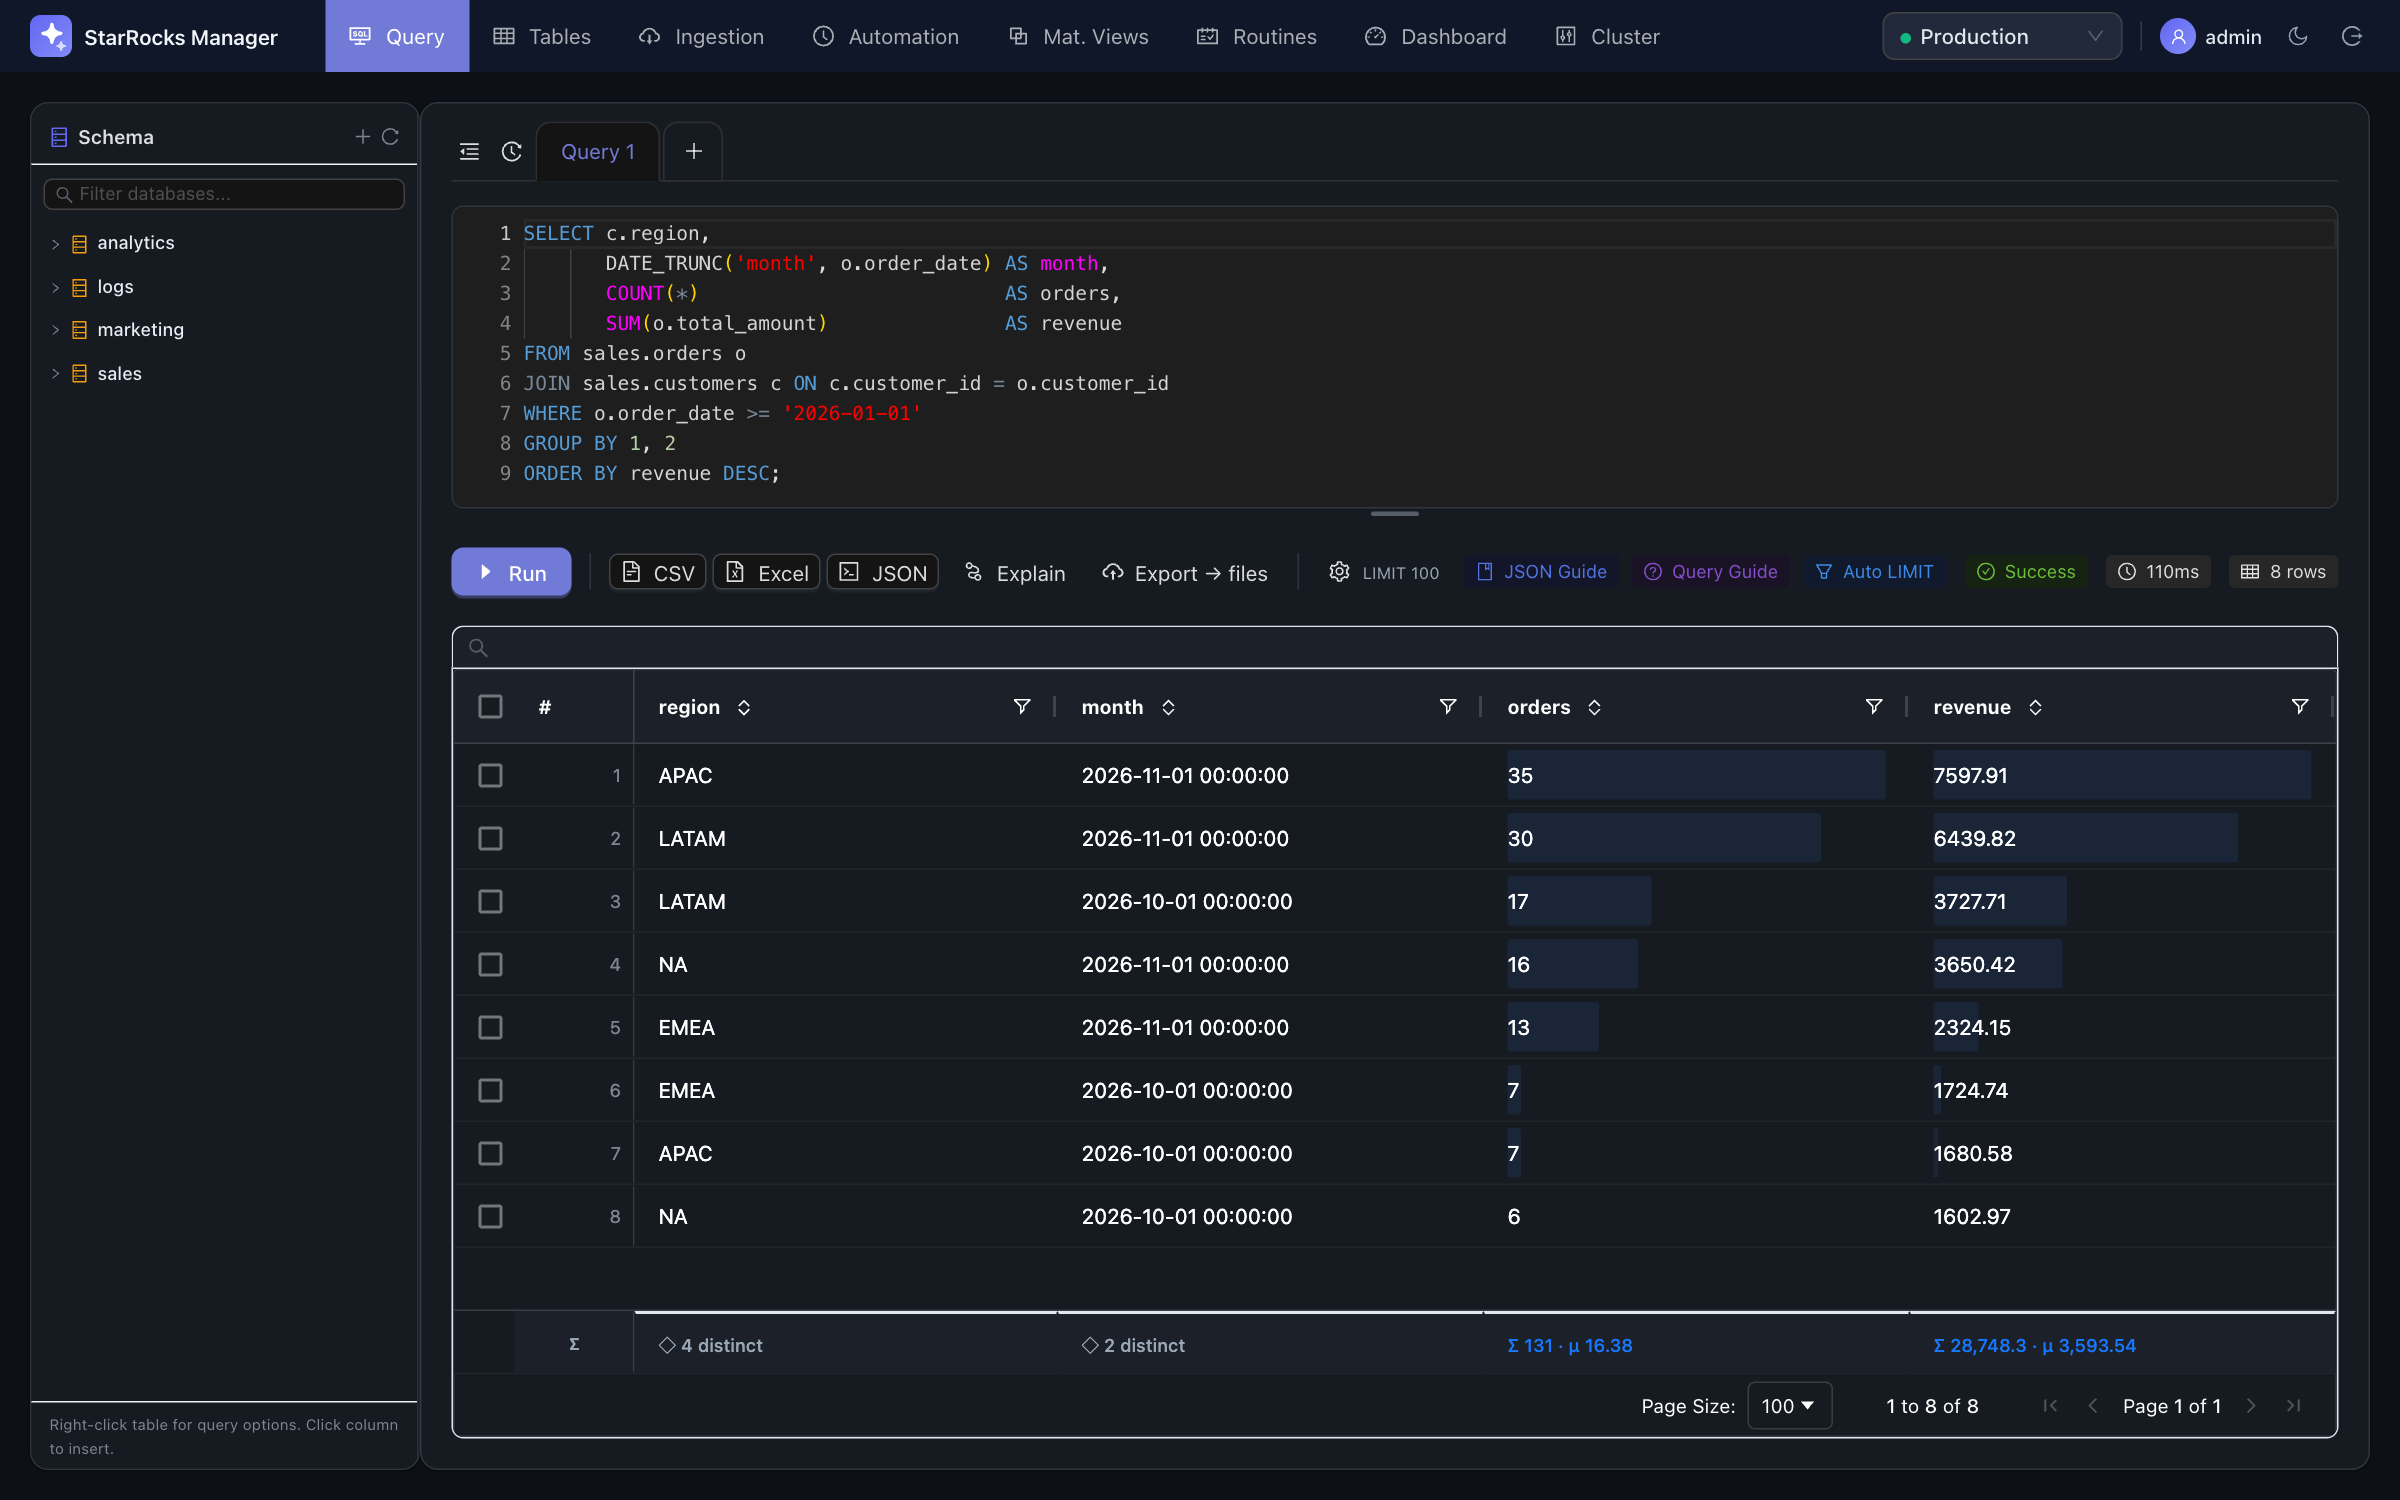 StarRocks Manager
Query
Tables
Ingestion
Automation
Mat. Views
Routines
Dashboard
Cluster
Production
admin
Schema
Filter databases...
analytics
logs
marketing
sales
Right-click table for query options. Click column
to insert.
Query 1
1 SELECT c.region,
2 DATE_TRUNC('month', o.order_date) AS month,
3 COUNT(*) AS orders,
4 SUM(o.total_amount) AS revenue
5 FROM sales.orders o
6 JOIN sales.customers c ON c.customer_id = o.customer_id
7 WHERE o.order_date >= '2026-01-01'
8 GROUP BY 1, 2
9 ORDER BY revenue DESC;
Run
CSV
Excel
JSON
Explain
Export → files
LIMIT 100
JSON Guide
Query Guide
Auto LIMIT
Success
110ms
8 rows
# region month orders revenue
1 APAC 2026-11-01 00:00:00 35 7597.91
2 LATAM 2026-11-01 00:00:00 30 6439.82
3 LATAM 2026-10-01 00:00:00 17 3727.71
4 NA 2026-11-01 00:00:00 16 3650.42
5 EMEA 2026-11-01 00:00:00 13 2324.15
6 EMEA 2026-10-01 00:00:00 7 1724.74
7 APAC 2026-10-01 00:00:00 7 1680.58
8 NA 2026-10-01 00:00:00 6 1602.97
Σ ◇ 4 distinct ◇ 2 distinct Σ 131 · μ 16.38 Σ 28,748.3 · μ 3,593.54
Page Size: 100 1 to 8 of 8 Page 1 of 1